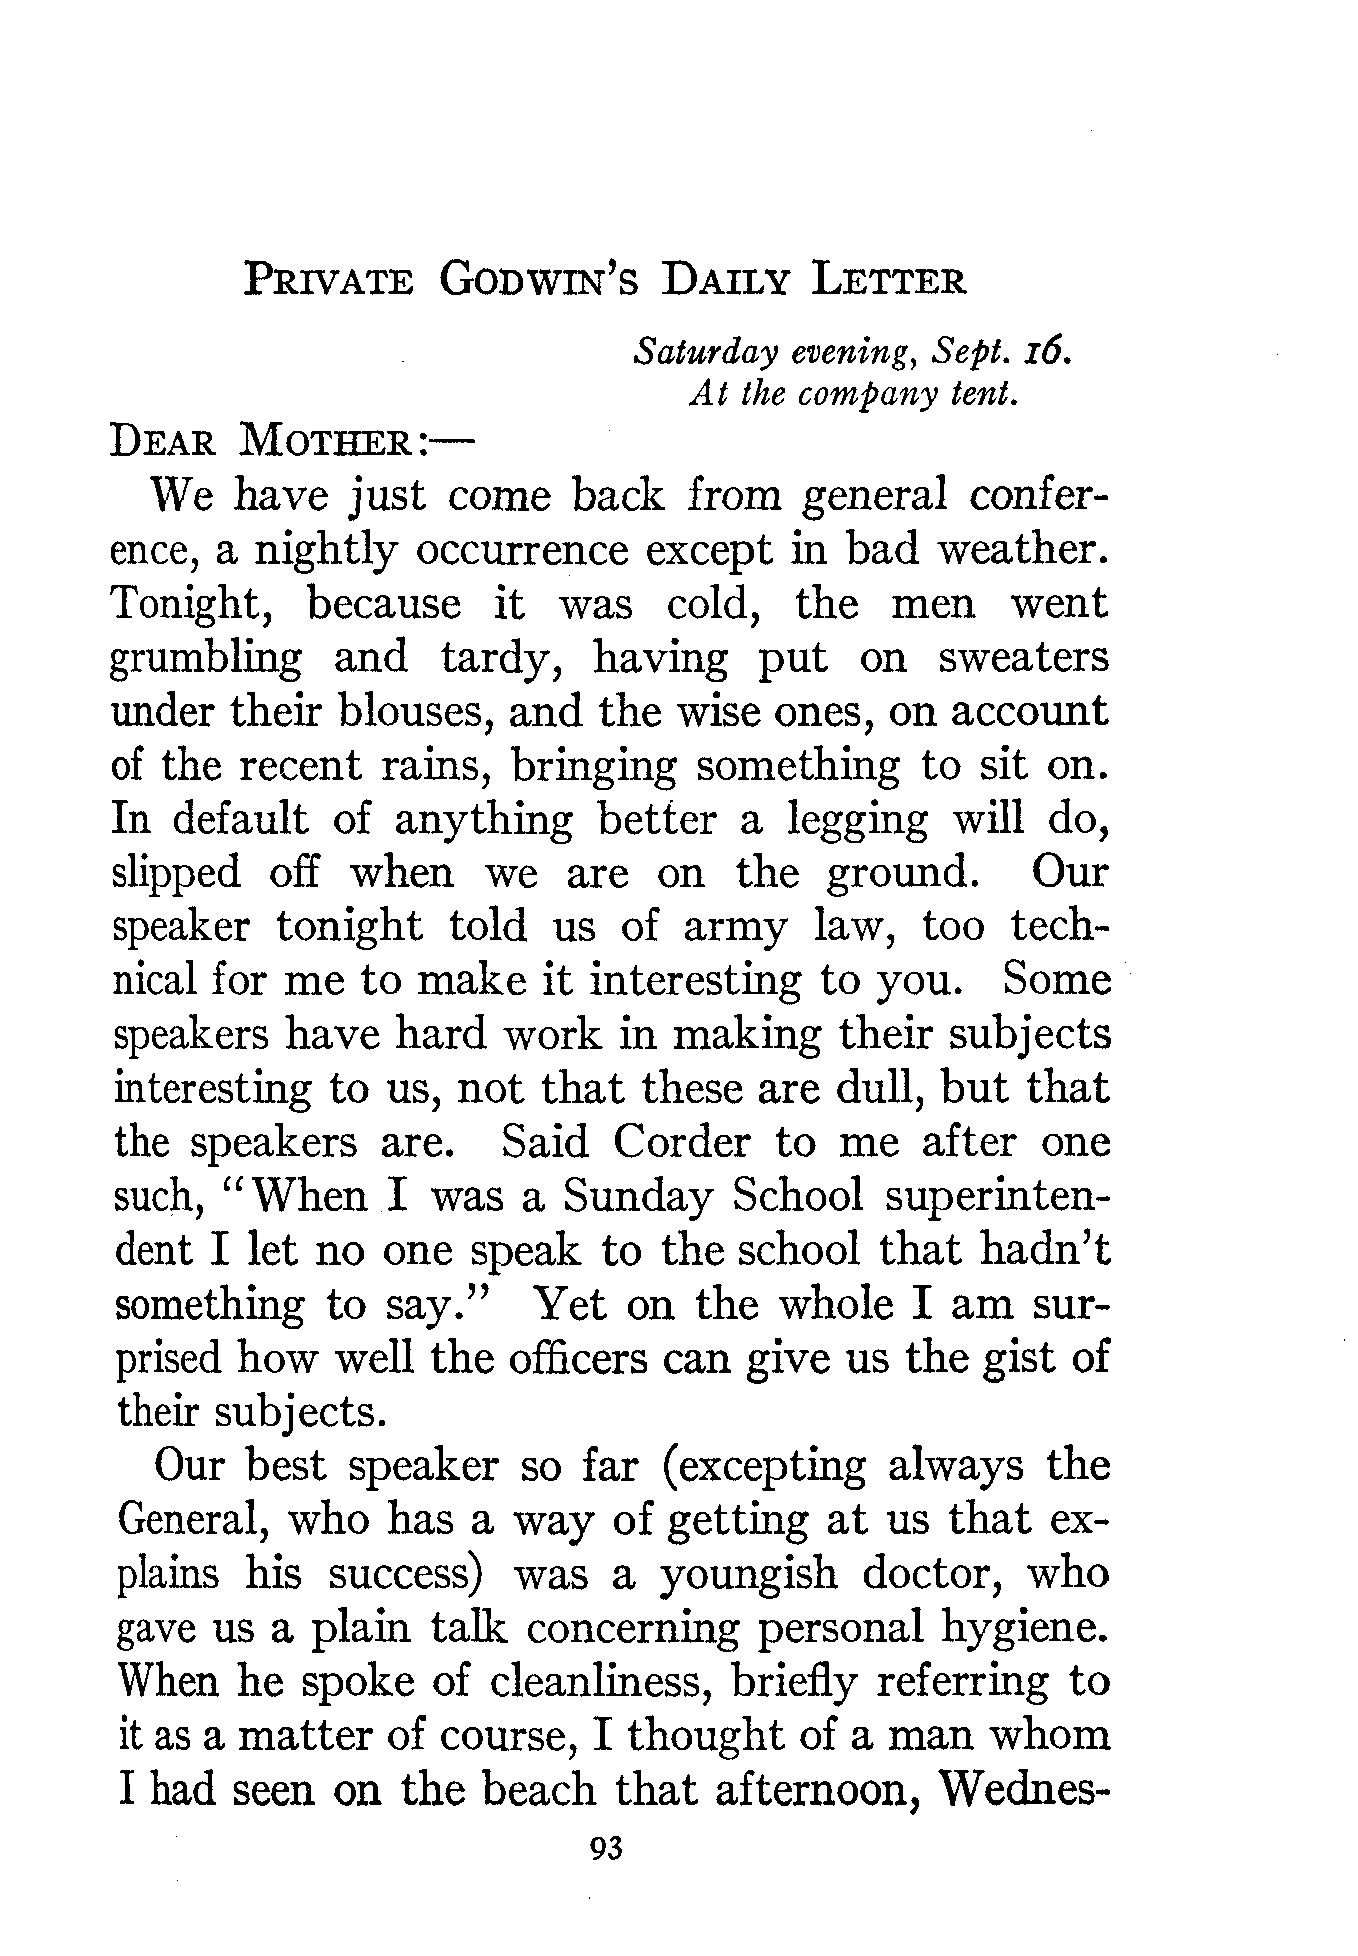 PRIVATE GODWIN'S DAILY LETTER
Saturday evening, Sept. 16.
At the company tent.
DEAR MOTHER:—
We have just come back from general confer-
ence, a nightly occurrence except in bad weather.
Tonight, because it was cold, the men went
grumbling and tardy, having put on sweaters
under their blouses, and the wise ones, on account
of the recent rains, bringing something to sit on.
In default of anything better a legging will do,
slipped off when we are on the ground. Our
speaker tonight told us of army law, too tech-
nical for me to make it interesting to you. Some
speakers have hard work in making their subjects
interesting to us, not that these are dull, but that
the speakers are. Said Corder to me after one
such, "When I was a Sunday School superinten-
dent I let no one speak to the school that hadn't
something to say." Yet on the whole I am sur-
prised how well the officers can give us the gist of
their subjects.
Our best speaker so far (excepting always the
General, who has a way of getting at us that ex-
plains his success) was a youngish doctor, who
gave us a plain talk concerning personal hygiene.
When he spoke of cleanliness, briefly referring to
it as a matter of course, I thought of a man whom
I had seen on the beach that afternoon, Wednes-
93